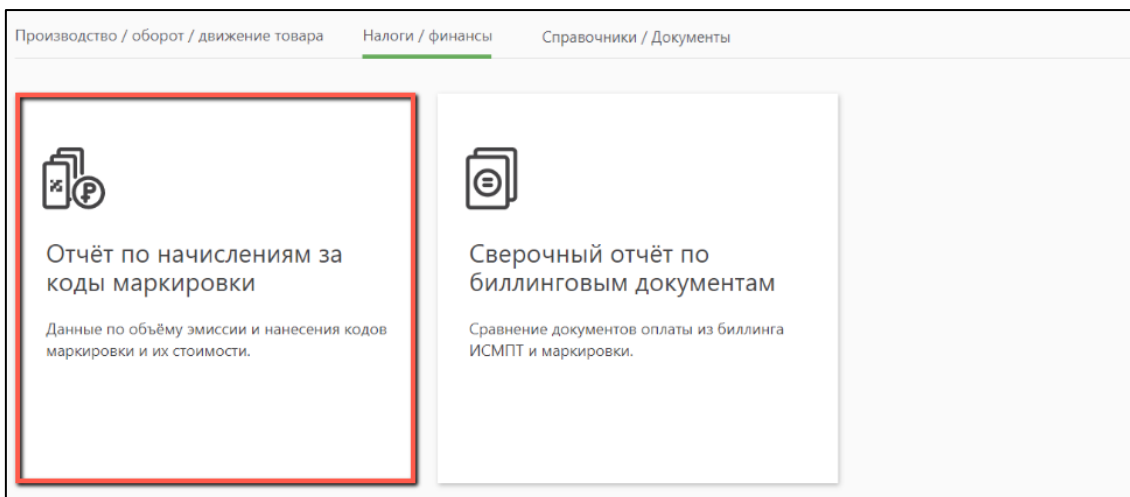 Производство / оборот / движение товара Налоги / финансы Справочники / Документы
Отчёт по начислениям за
коды маркировки
Данные по объёму эмиссии и нанесения кодов
маркировки и их стоимости.
Сверочный отчёт по
биллинговым документам
Сравнение документов оплаты из биллинга
ИСМПТ и маркировки.